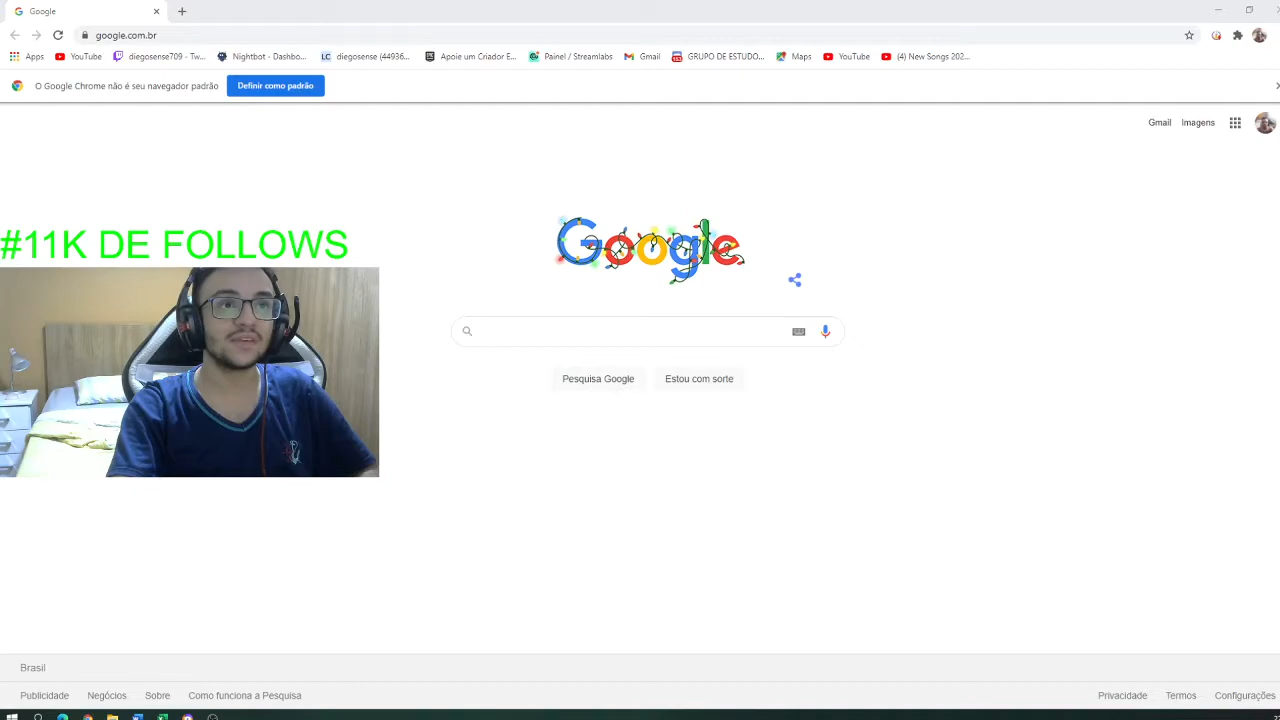 Google
google.com.br
Apps YouTube diegosense709 - Tw... Nightbot - Dashbo... LC diegosense (44936... Apoie um Criador E... Painel / Streamlabs Gmail GRUPO DE ESTUDO... Maps YouTube (4) New Songs 202...
O Google Chrome não é seu navegador padrão Definir como padrão
Gmail Imagens
#11K DE FOLLOWS
Google
Pesquisa Google Estou com sorte
Brasil
Publicidade Negócios Sobre Como funciona a Pesquisa Privacidade Termos Configurações